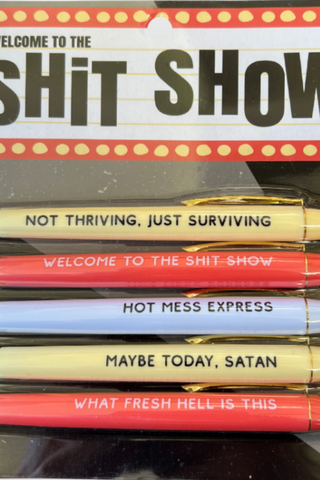 WELCOME TO THE
SHiT SHOW
NOT THRIVING, JUST SURVIVING
WELCOME TO THE SHIT SHOW
HOT MESS EXPRESS
MAYBE TODAY, SATAN
WHAT FRESH HELL IS THIS